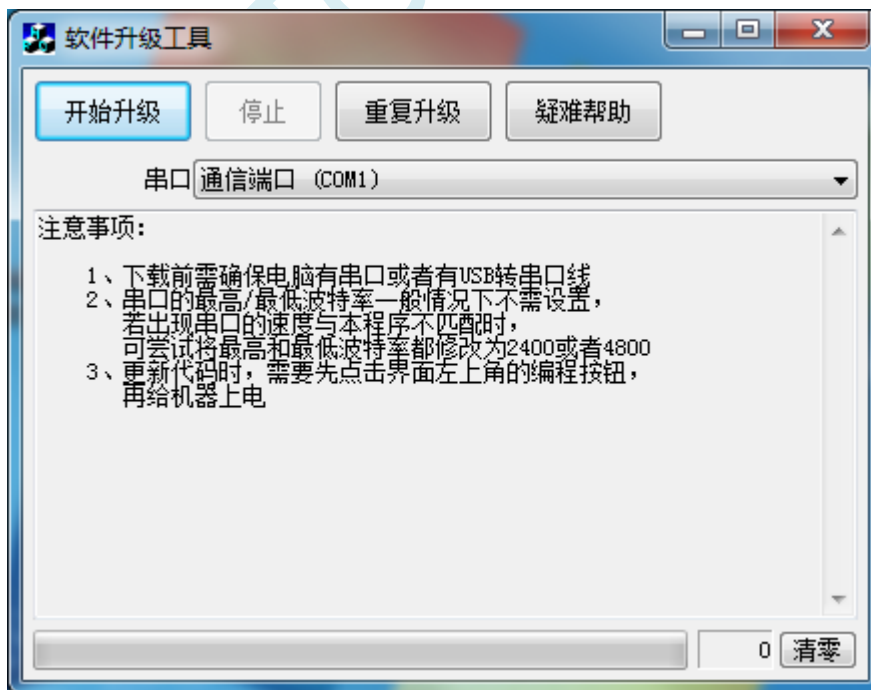 软件升级工具
开始升级 停止 重复升级 疑难帮助
串口 通信端口 (COM1)
注意事项:
1、下载前需确保电脑有串口或者有USB转串口线
2、串口的最高/最低波特率一般情况下不需设置,
若出现串口的速度与本程序不匹配时,
可尝试将最高和最低波特率都修改为2400或者4800
3、更新代码时,需要先点击界面左上角的编程按钮,
再给机器上电
0 清零